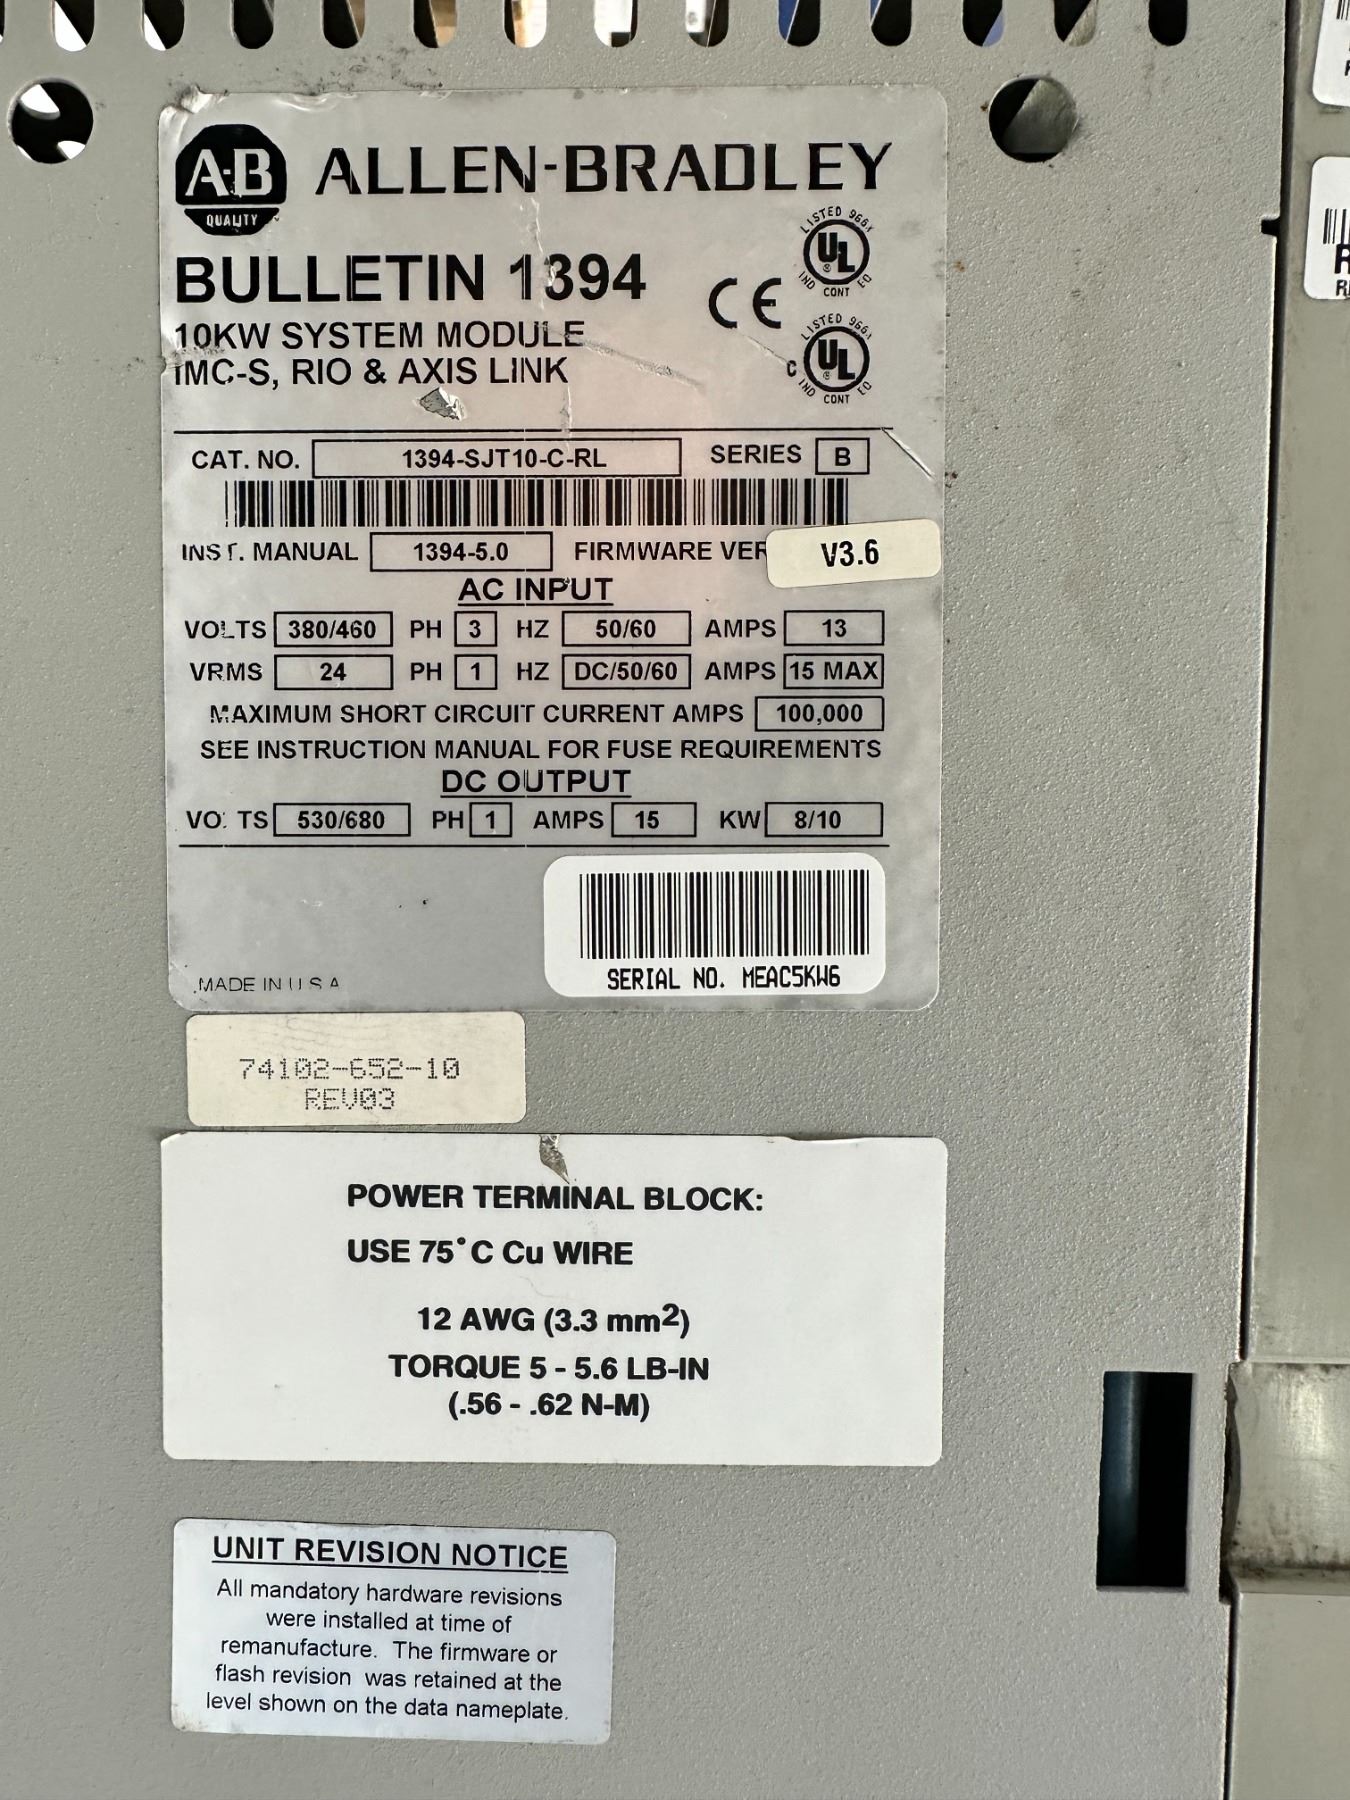 A-B QUALITY ALLEN-BRADLEY
BULLETIN 1394
10KW SYSTEM MODULE
IMC-S, RIO & AXIS LINK
CE
LISTED 966X
UL
IND CONT EQ
LISTED 966X
C UL
IND CONT EQ
CAT. NO. 1394-SJT10-C-RL SERIES B
INST. MANUAL 1394-5.0 FIRMWARE VER V3.6
AC INPUT
VOLTS 380/460 PH 3 HZ 50/60 AMPS 13
VRMS 24 PH 1 HZ DC/50/60 AMPS 15 MAX
MAXIMUM SHORT CIRCUIT CURRENT AMPS 100,000
SEE INSTRUCTION MANUAL FOR FUSE REQUIREMENTS
DC OUTPUT
VOLTS 530/680 PH 1 AMPS 15 KW 8/10
SERIAL NO. MEAC5KW6
MADE IN U S A
74102-652-10
REV03
POWER TERMINAL BLOCK:
USE 75°C Cu WIRE
12 AWG (3.3 mm2)
TORQUE 5 - 5.6 LB-IN
(.56 - .62 N-M)
UNIT REVISION NOTICE
All mandatory hardware revisions
were installed at time of
remanufacture. The firmware or
flash revision was retained at the
level shown on the data nameplate.